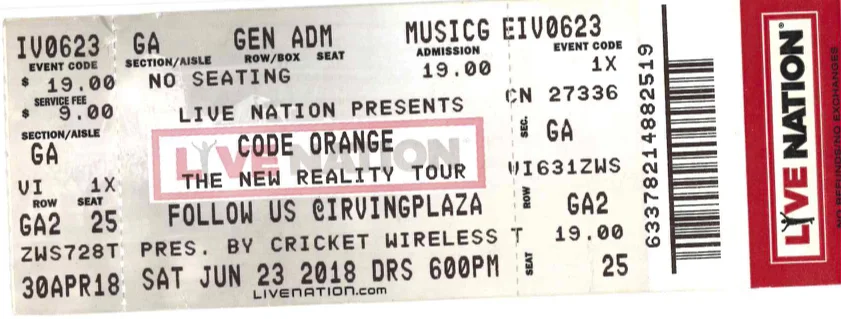 IV0623 GA GEN ADM MUSICG EIV0623
EVENT CODE SECTION/AISLE ROW/BOX SEAT ADMISSION EVENT CODE
$ 19.00 NO SEATING 19.00 1X
SERVICE FEE
$ 9.00 LIVE NATION PRESENTS CN 27336
SECTION/AISLE
GA CODE ORANGE SEC. GA
LIVE NATION
VI 1X THE NEW REALITY TOUR VI631ZWS
ROW SEAT
GA2 25 FOLLOW US @IRVINGPLAZA ROW GA2
ZWS728T PRES. BY CRICKET WIRELESS T 19.00
30APR18 SAT JUN 23 2018 DRS 600PM SEAT 25
LIVENATION.com
633782148882519
LIVE NATION®
NO REFUNDS/NO EXCHANGES